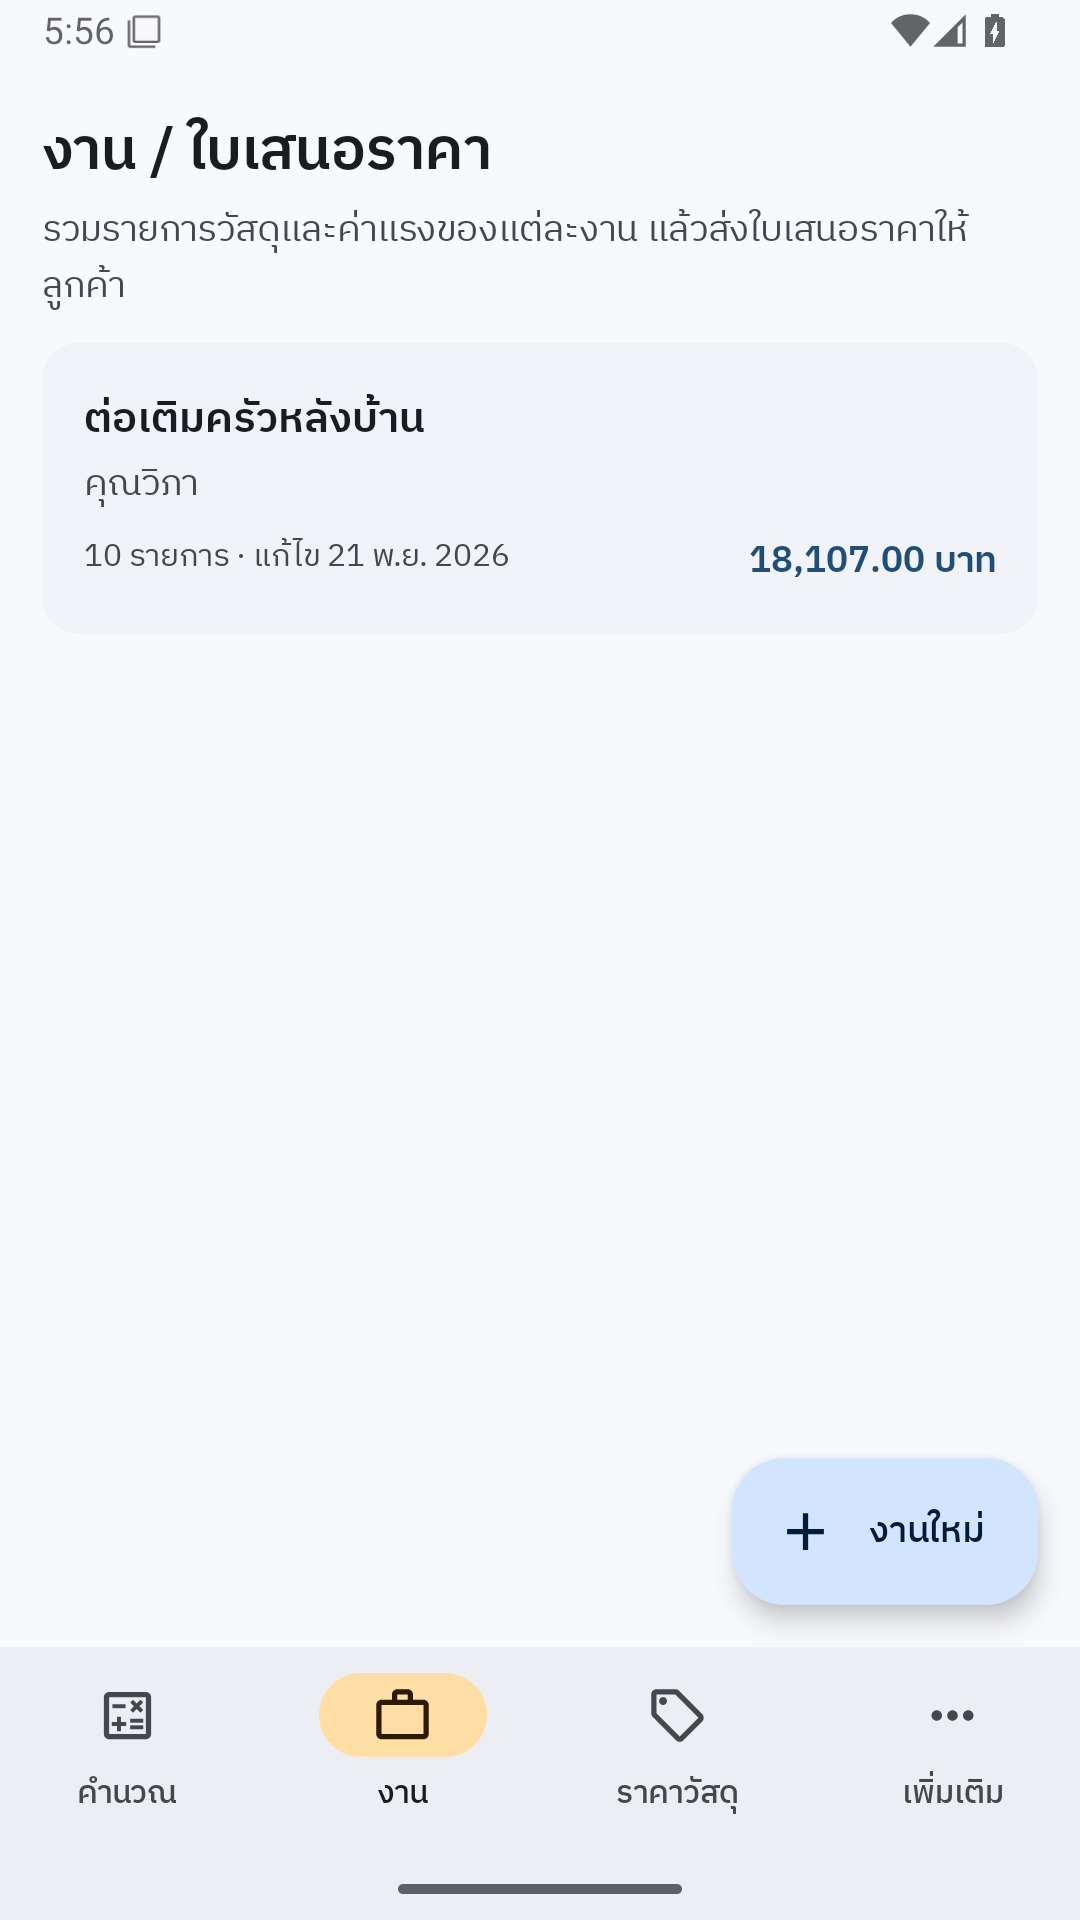 5:56
งาน / ใบเสนอราคา
รวมรายการวัสดุและค่าแรงของแต่ละงาน แล้วส่งใบเสนอราคาให้
ลูกค้า
ต่อเติมครัวหลังบ้าน
คุณวิภา
10 รายการ · แก้ไข 21 พ.ย. 2026
18,107.00 บาท
งานใหม่
คำนวณ
งาน
ราคาวัสดุ
เพิ่มเติม